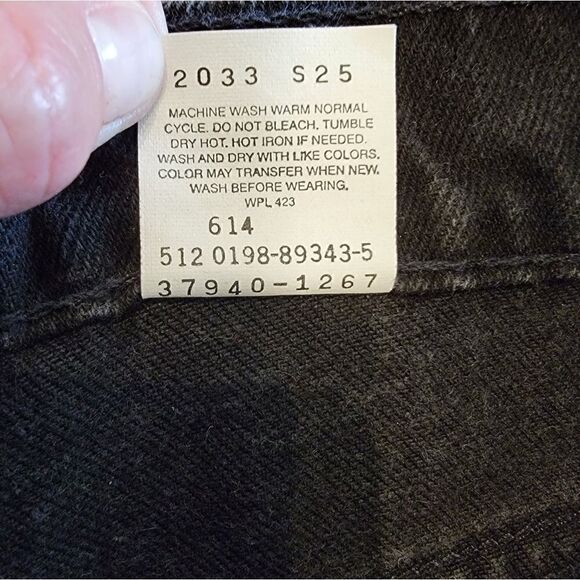 2033 S25
MACHINE WASH WARM NORMAL
CYCLE. DO NOT BLEACH. TUMBLE
DRY HOT. HOT IRON IF NEEDED.
WASH AND DRY WITH LIKE COLORS.
COLOR MAY TRANSFER WHEN NEW.
WASH BEFORE WEARING.
WPL 423
614
512 0198-89343-5
37940-1267